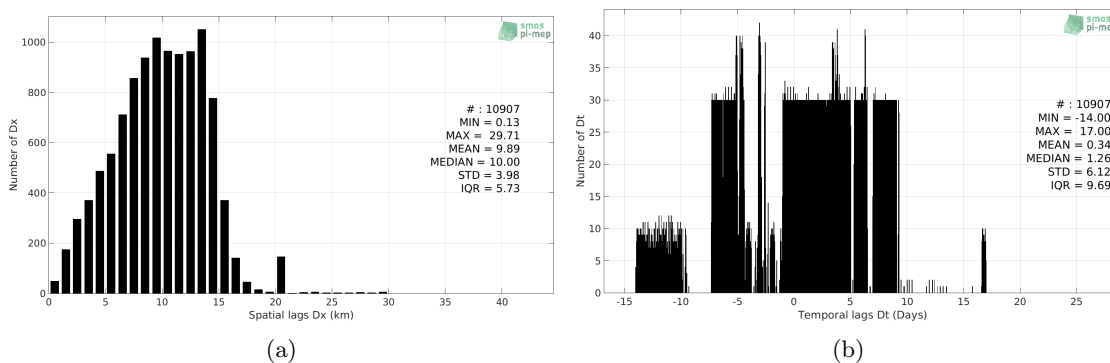 1000
800
600
400
200
0
Number of Dx
0 5 10 15 20 25 30 35 40
Spatial lags Dx (km)
smos
pi-mep
# : 10907
MIN = 0.13
MAX = 29.71
MEAN = 9.89
MEDIAN = 10.00
STD = 3.98
IQR = 5.73
(a)
40
35
30
25
20
15
10
5
0
Number of Dt
-15 -10 -5 0 5 10 15 20 25
Temporal lags Dt (Days)
smos
pi-mep
# : 10907
MIN = -14.00
MAX = 17.00
MEAN = 0.34
MEDIAN = 1.26
STD = 6.12
IQR = 9.69
(b)